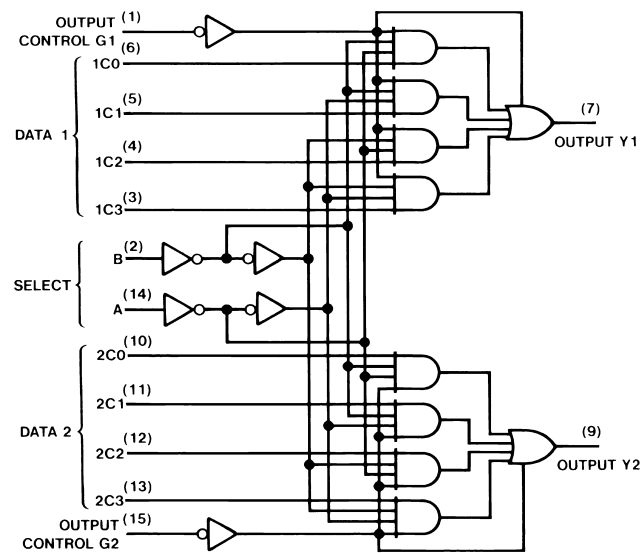 OUTPUT (1)
CONTROL G1
(6)
1C0
(5)
1C1
DATA 1
(4)
1C2
(3)
1C3
(7)
OUTPUT Y1
(2)
B
SELECT
(14)
A
(10)
2C0
(11)
2C1
DATA 2
(12)
2C2
(13)
2C3
(9)
OUTPUT Y2
OUTPUT (15)
CONTROL G2